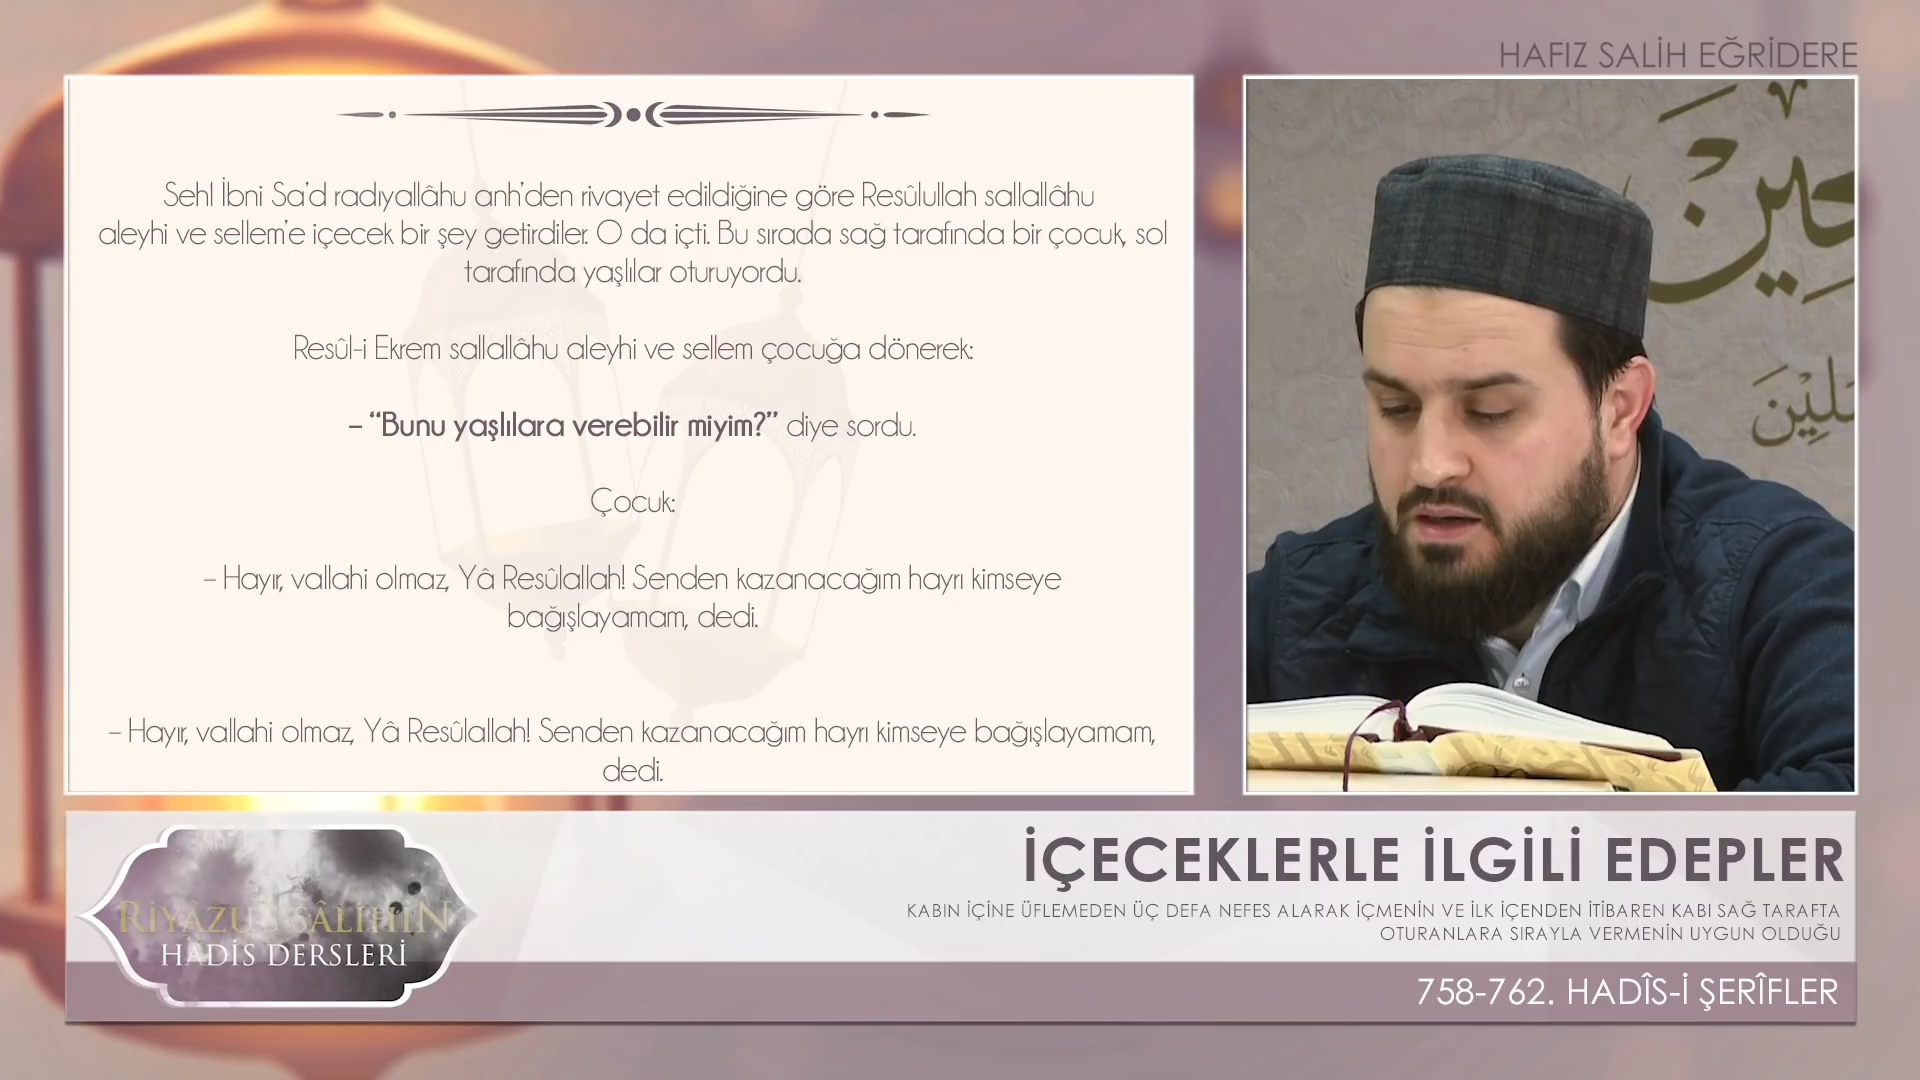 HAFIZ SALİH EĞRİDERE
Sehl İbni Sa'd radıyallâhu anh'den rivayet edildiğine göre Resûlullah sallallâhu
aleyhi ve sellem'e içecek bir şey getirdiler. O da içti. Bu sırada sağ tarafında bir çocuk, sol
tarafında yaşlılar oturuyordu.
Resûl-i Ekrem sallallâhu aleyhi ve sellem çocuğa dönerek:
– “Bunu yaşlılara verebilir miyim?” diye sordu.
Çocuk:
– Hayır, vallahi olmaz, Yâ Resûlallah! Senden kazanacağım hayrı kimseye
bağışlayamam, dedi.
– Hayır, vallahi olmaz, Yâ Resûlallah! Senden kazanacağım hayrı kimseye bağışlayamam,
dedi.
İÇECEKLERLE İLGİLİ EDEPLER
KABIN İÇİNE ÜFLEMEDEN ÜÇ DEFA NEFES ALARAK İÇMENİN VE İLK İÇENDEN İTİBAREN KABI SAĞ TARAFTA
OTURANLARA SIRAYLA VERMENİN UYGUN OLDUĞU
RİYÂZU'S SÂLİHÎN
HADİS DERSLERİ
758-762. HADÎS-İ ŞERÎFLER